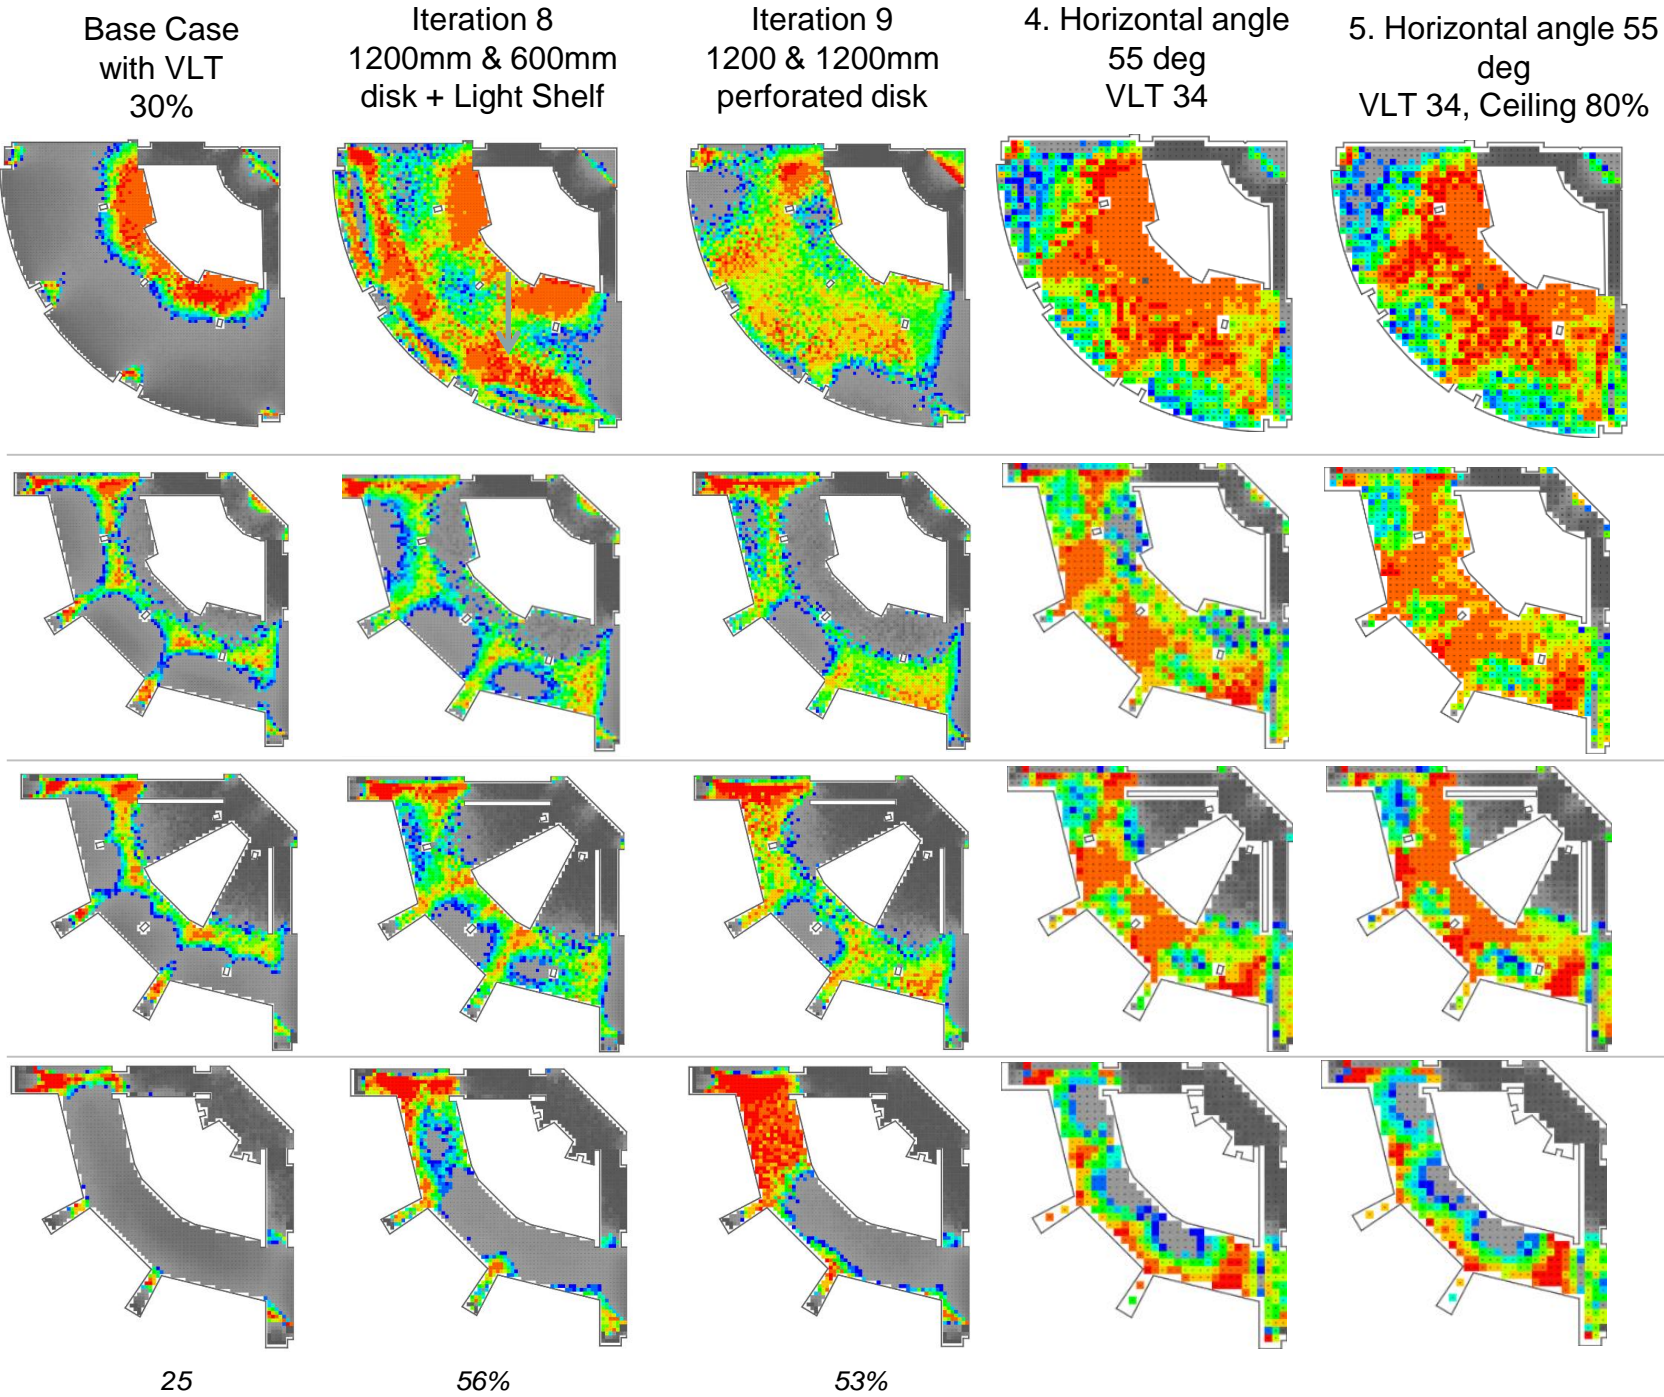 Base Case
with VLT
30%
Iteration 8
1200mm & 600mm
disk + Light Shelf
Iteration 9
1200 & 1200mm
perforated disk
4. Horizontal angle
55 deg
VLT 34
5. Horizontal angle 55
deg
VLT 34, Ceiling 80%
25
56%
53%